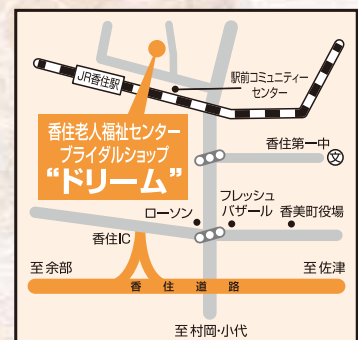 JR香住駅
駅前コミュニティー
センター
香住老人福祉センター
ブライダルショップ
“ドリーム”
香住第一中
文
ローソン
フレッシュ
バザール
香美町役場
香住IC
至余部
至佐津
香住道路
至村岡・小代